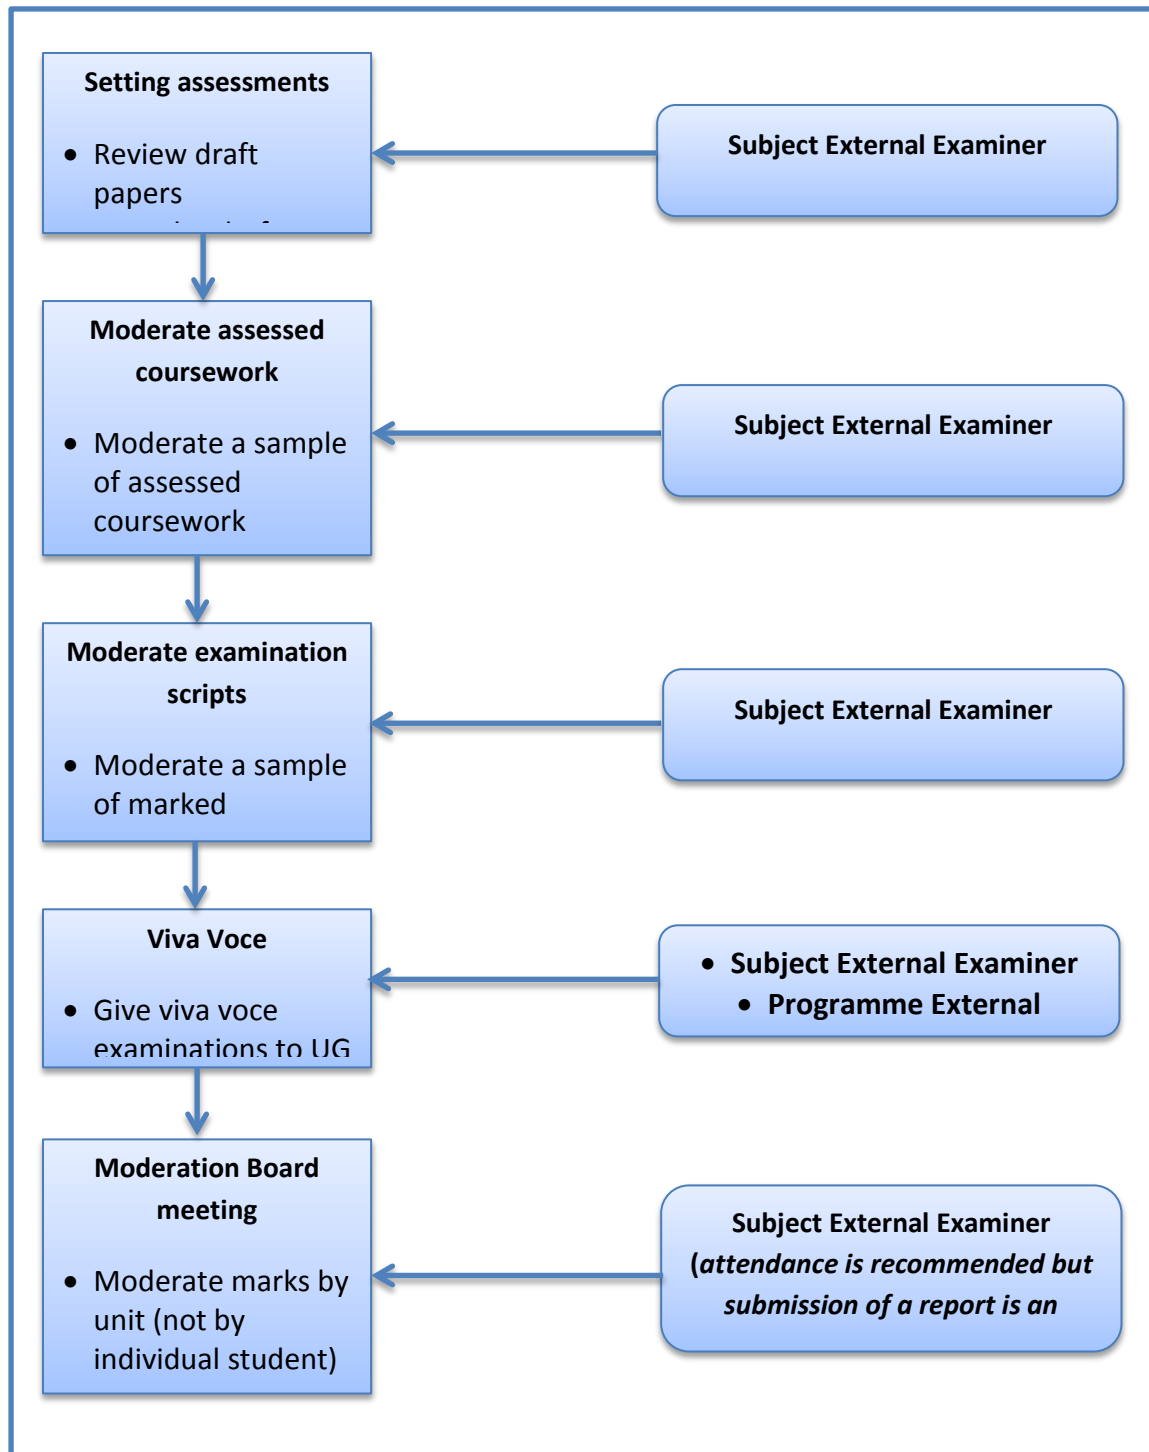 Setting assessments
• Review draft
papers
Subject External Examiner
Moderate assessed
coursework
• Moderate a sample
of assessed
coursework
Subject External Examiner
Moderate examination
scripts
• Moderate a sample
of marked
Subject External Examiner
Viva Voce
• Give viva voce
examinations to UG
• Subject External Examiner
• Programme External
Moderation Board
meeting
• Moderate marks by
unit (not by
individual student)
Subject External Examiner
(attendance is recommended but
submission of a report is an